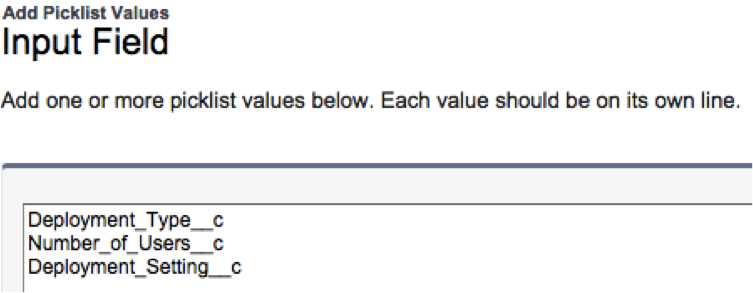 Add Picklist Values
Input Field
Add one or more picklist values below. Each value should be on its own line.
Deployment_Type__c
Number_of_Users__c
Deployment_Setting__c